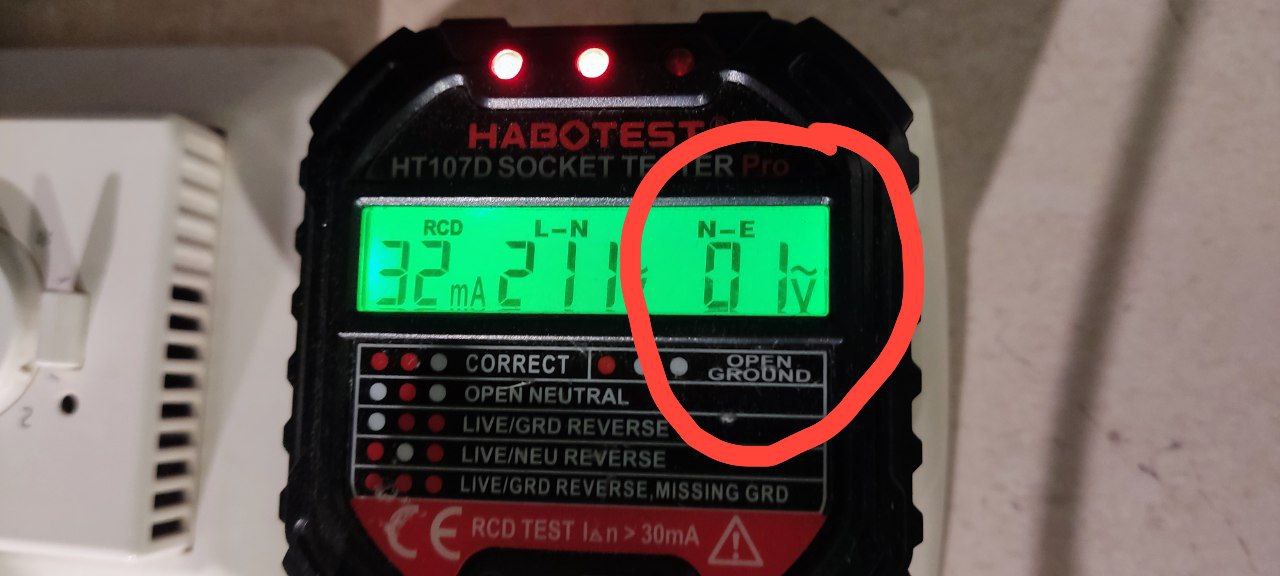 HABOTEST®
HT107D SOCKET TESTER Pro
RCD L-N N-E
32 mA 211 01 V
CORRECT
OPEN GROUND
OPEN NEUTRAL
LIVE/GRD REVERSE
LIVE/NEU REVERSE
LIVE/GRD REVERSE,MISSING GRD
CE RCD TEST I△n > 30mA
2